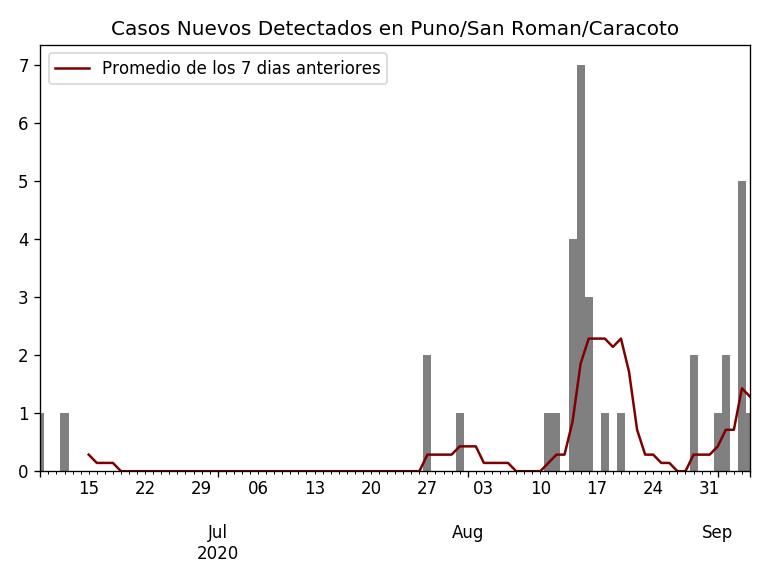 Casos Nuevos Detectados en Puno/San Roman/Caracoto
Promedio de los 7 dias anteriores
7
6
5
4
3
2
1
0
15 22 29 06 13 20 27 03 10 17 24 31
Jul Aug Sep
2020